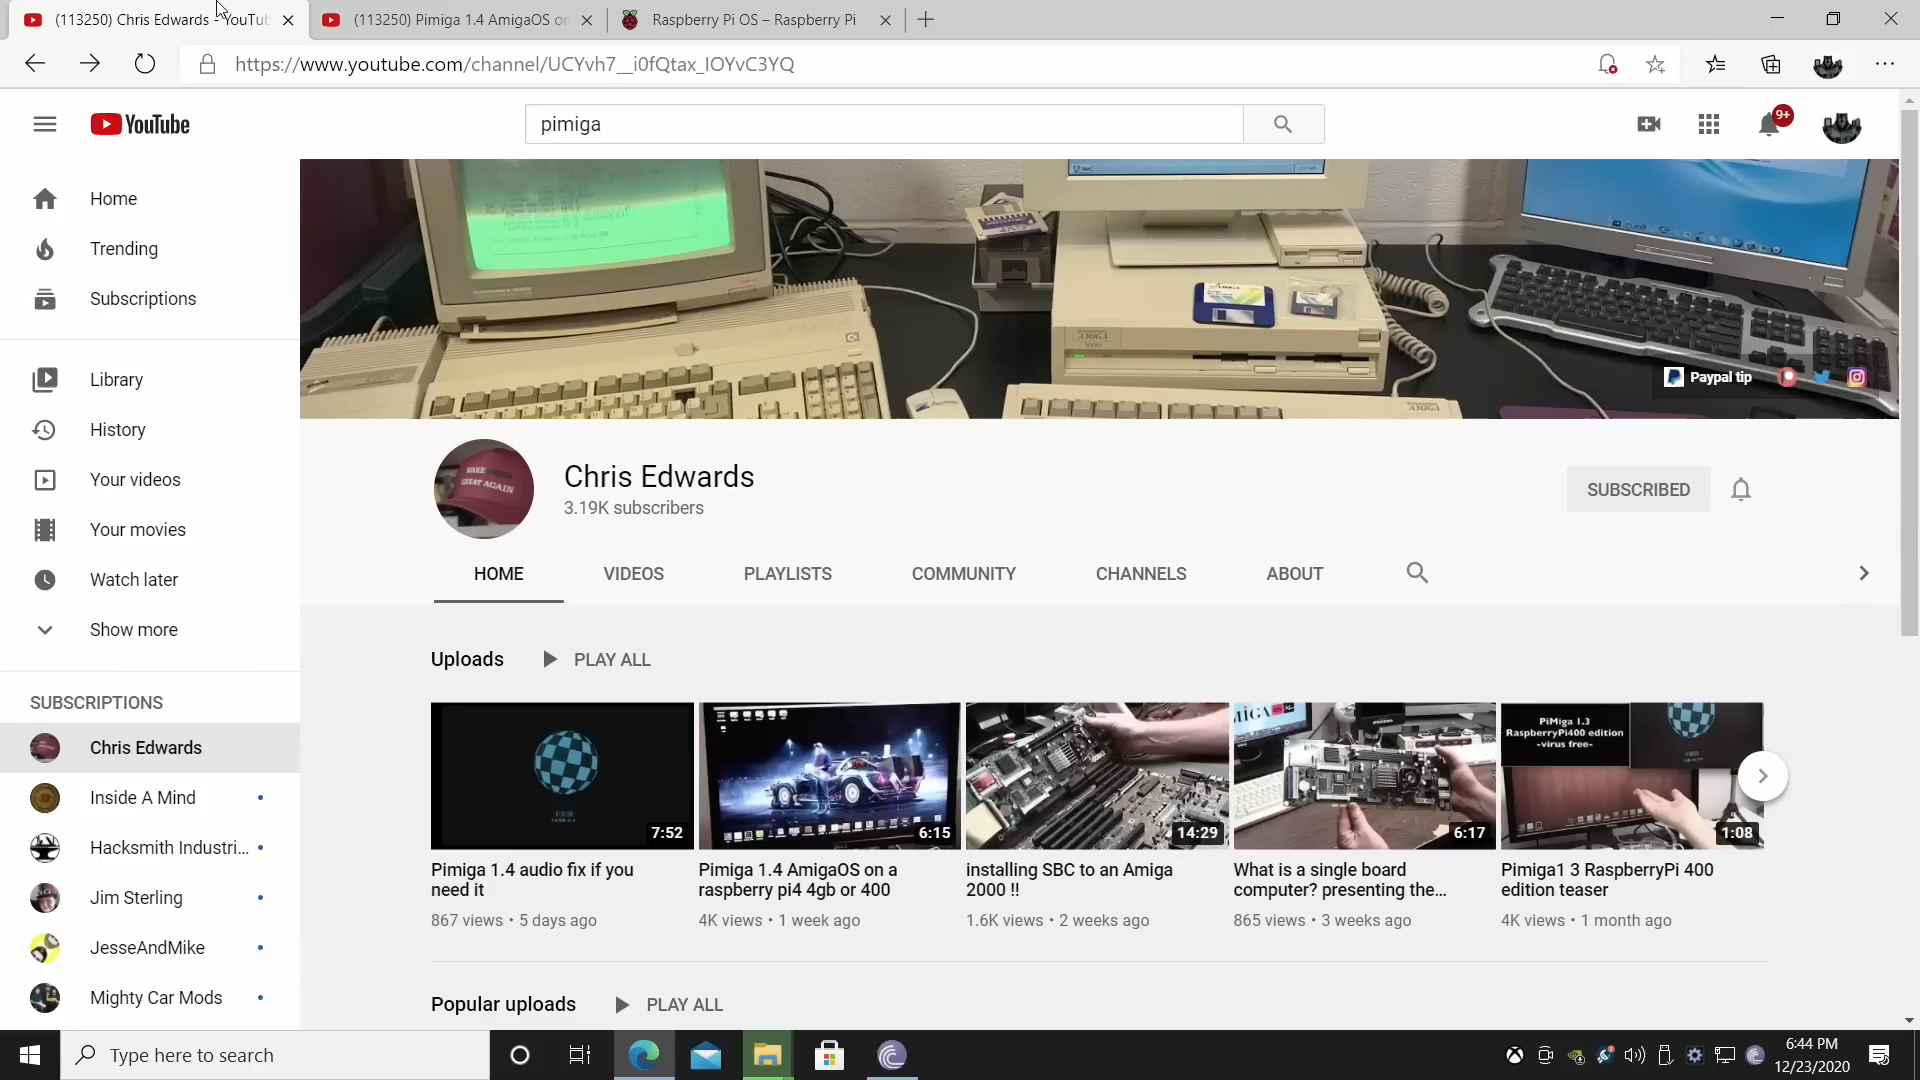 (113250) Chris Edwards - YouTub
(113250) Pimiga 1.4 AmigaOS on
Raspberry Pi OS – Raspberry Pi
https://www.youtube.com/channel/UCYvh7__i0fQtax_IOYvC3YQ
YouTube
pimiga
9+
Home
Trending
Subscriptions
Library
History
Your videos
Your movies
Watch later
Show more
SUBSCRIPTIONS
Chris Edwards
Inside A Mind
Hacksmith Industri...
Jim Sterling
JesseAndMike
Mighty Car Mods
AMIGA
AMIGA
Paypal tip
MAKE AMIGA
GREAT AGAIN
Chris Edwards
3.19K subscribers
SUBSCRIBED
HOME
VIDEOS
PLAYLISTS
COMMUNITY
CHANNELS
ABOUT
Uploads
PLAY ALL
7:52
Pimiga 1.4 audio fix if you
need it
867 views • 5 days ago
6:15
Pimiga 1.4 AmigaOS on a
raspberry pi4 4gb or 400
4K views • 1 week ago
14:29
installing SBC to an Amiga
2000 !!
1.6K views • 2 weeks ago
6:17
What is a single board
computer? presenting the...
865 views • 3 weeks ago
PiMiga 1.3
RaspberryPi400
edition
-virus free-
1:08
Pimiga1 3 RaspberryPi 400
edition teaser
4K views • 1 month ago
Popular uploads
PLAY ALL
Type here to search
6:44 PM
12/23/2020